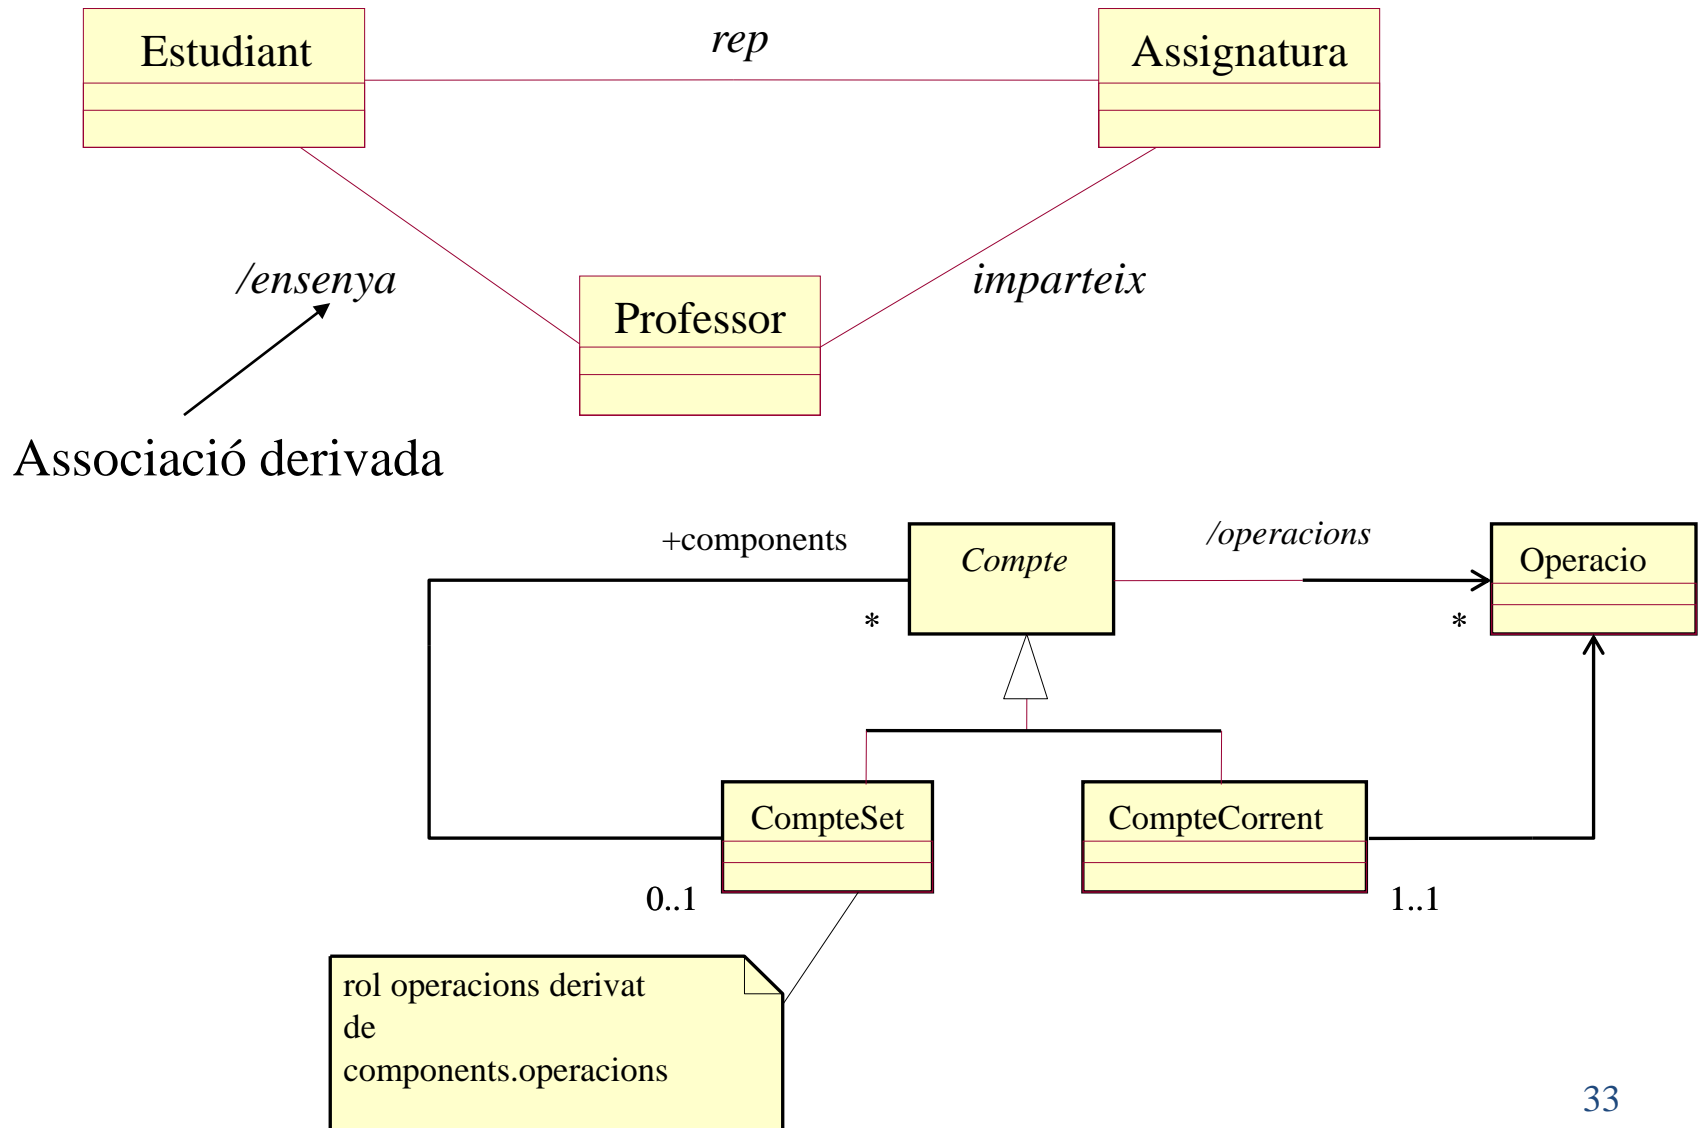 Estudiant
rep
Assignatura
/ensenya
Professor
imparteix
Associació derivada
+components
Compte
/operacions
Operacio
*
*
CompteSet
CompteCorrent
0..1
1..1
rol operacions derivat
de
components.operacions
33